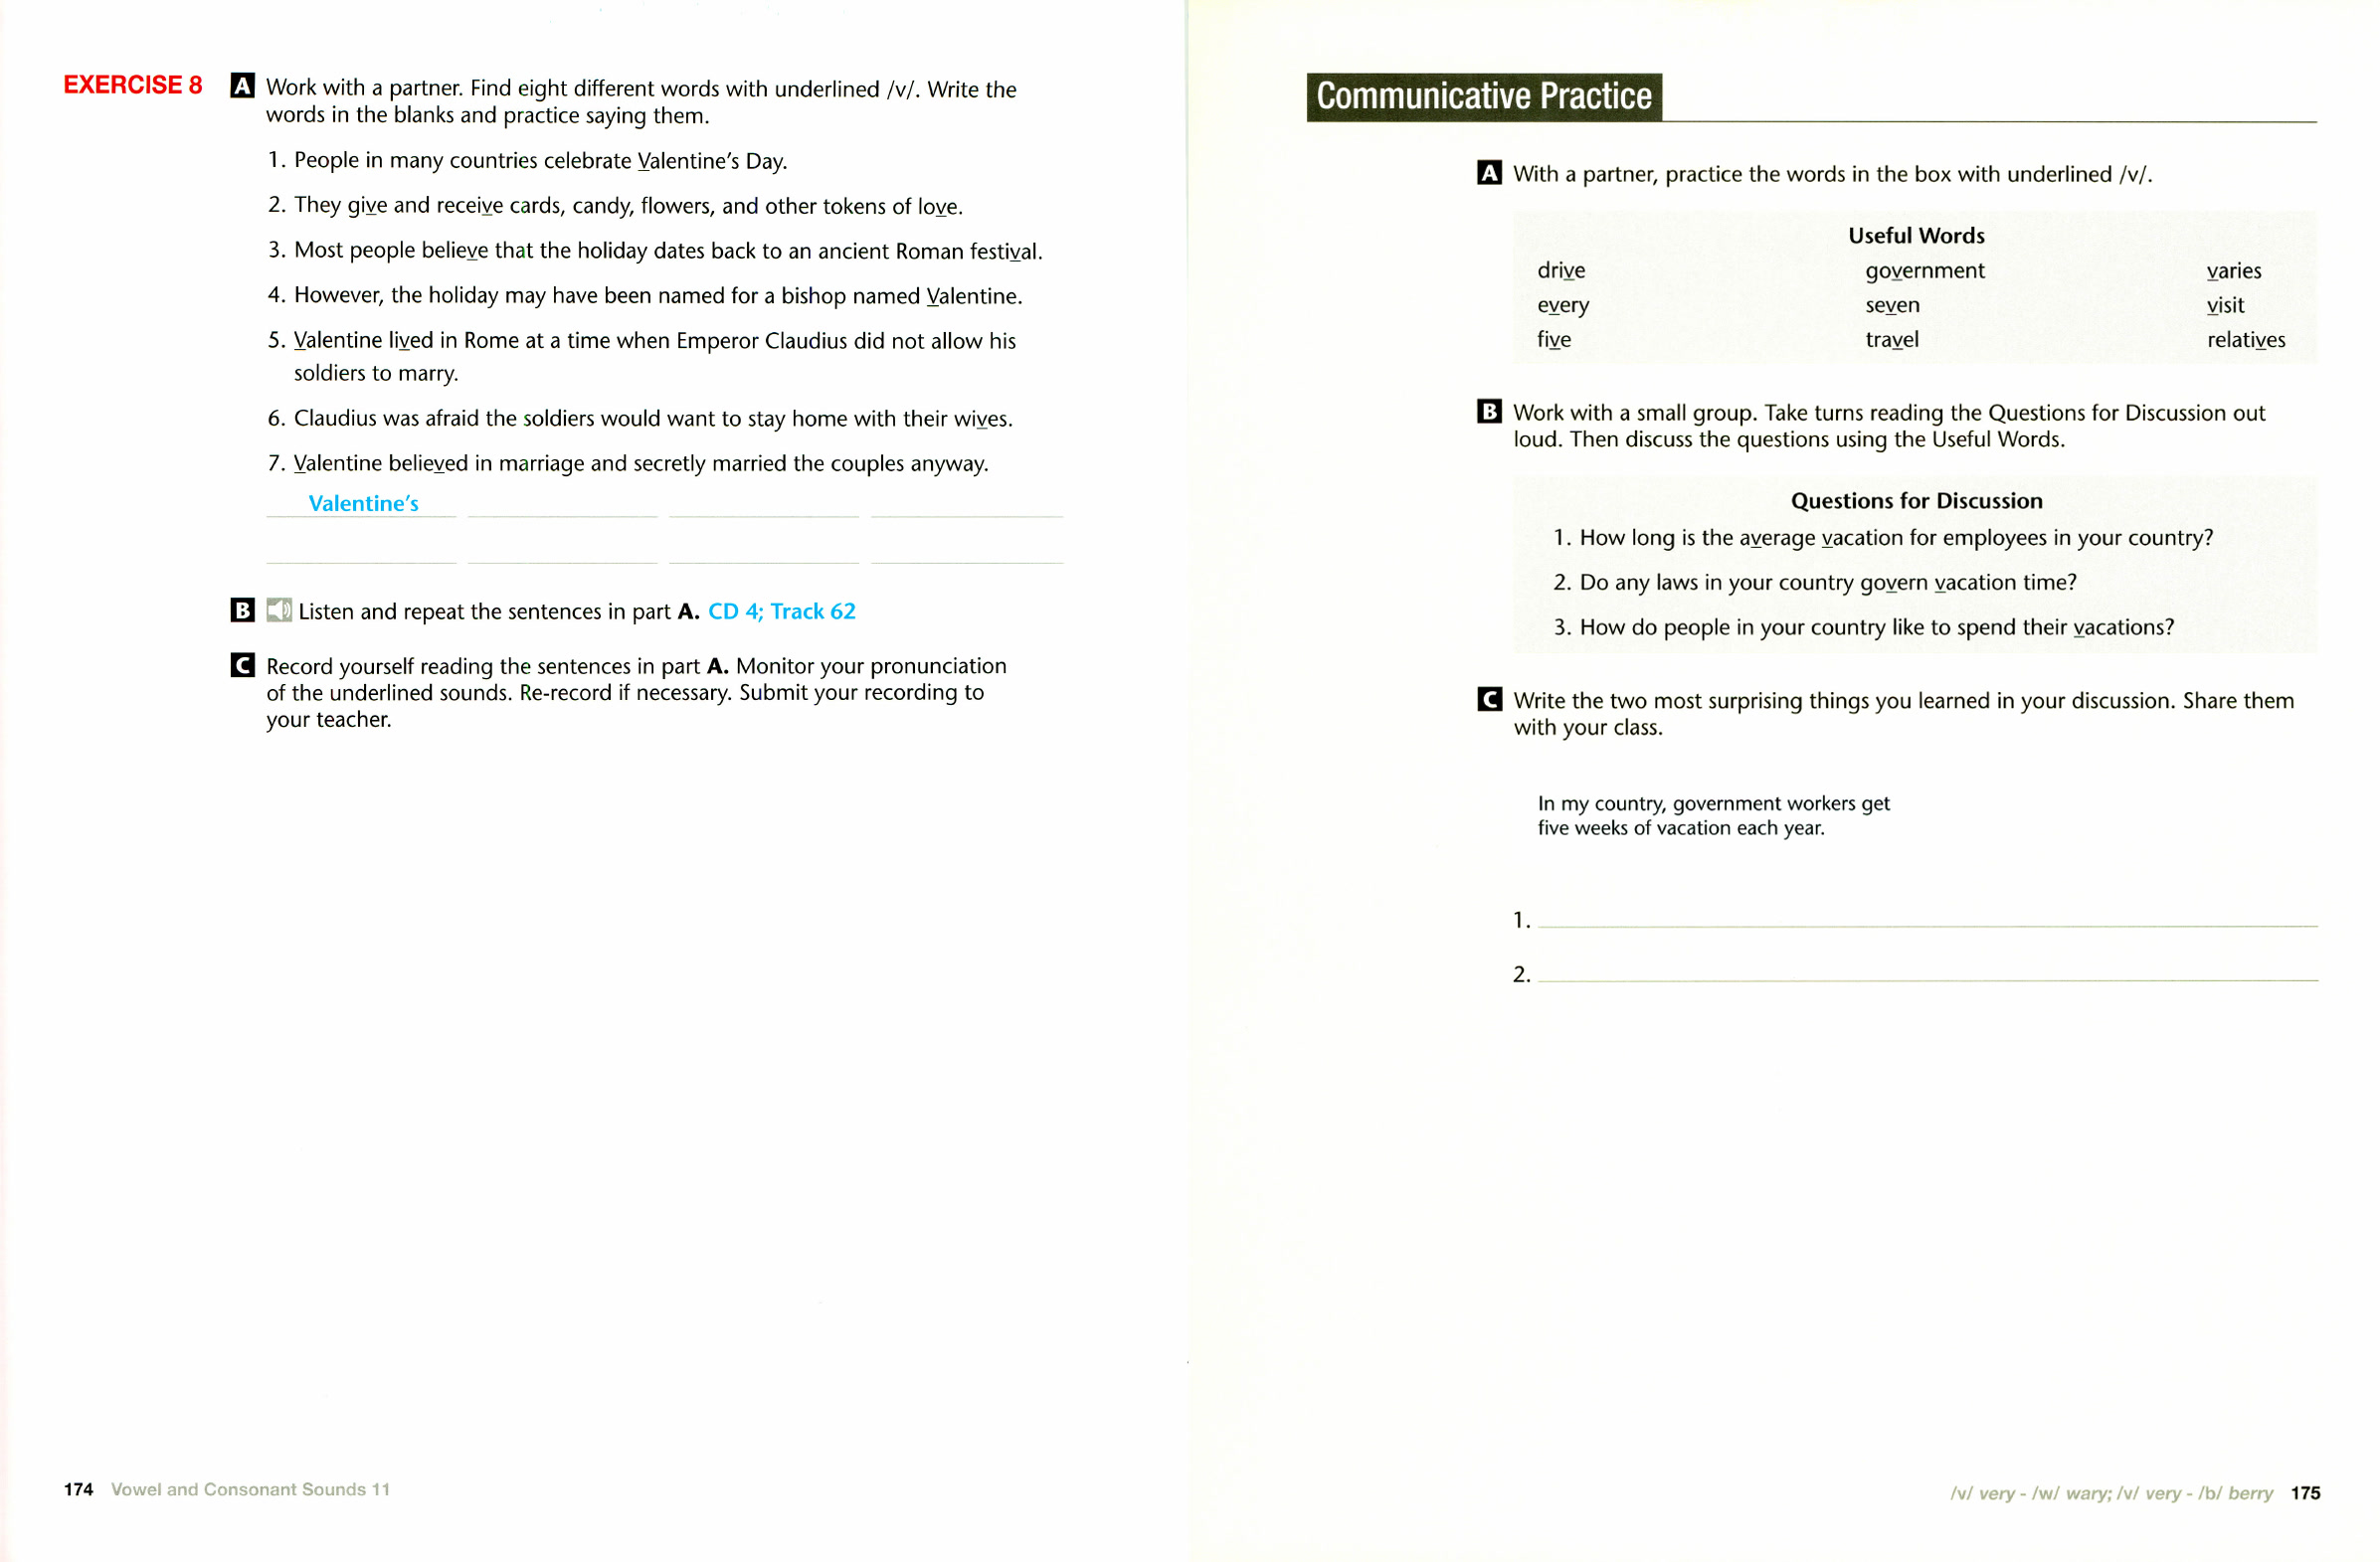 EXERCISE 8 A Work with a partner. Find eight different words with underlined /v/. Write the
words in the blanks and practice saying them.
1. People in many countries celebrate Valentine's Day.
2. They give and receive cards, candy, flowers, and other tokens of love.
3. Most people believe that the holiday dates back to an ancient Roman festival.
4. However, the holiday may have been named for a bishop named Valentine.
5. Valentine lived in Rome at a time when Emperor Claudius did not allow his
soldiers to marry.
6. Claudius was afraid the soldiers would want to stay home with their wives.
7. Valentine believed in marriage and secretly married the couples anyway.
Valentine's
B Listen and repeat the sentences in part A. CD 4; Track 62
C Record yourself reading the sentences in part A. Monitor your pronunciation
of the underlined sounds. Re-record if necessary. Submit your recording to
your teacher.
174 Vowel and Consonant Sounds 11
Communicative Practice
A With a partner, practice the words in the box with underlined /v/.
Useful Words
drive government varies
every seven visit
five travel relatives
B Work with a small group. Take turns reading the Questions for Discussion out
loud. Then discuss the questions using the Useful Words.
Questions for Discussion
1. How long is the average vacation for employees in your country?
2. Do any laws in your country govern vacation time?
3. How do people in your country like to spend their vacations?
C Write the two most surprising things you learned in your discussion. Share them
with your class.
In my country, government workers get
five weeks of vacation each year.
1.
2.
/v/ very - /w/ wary; /v/ very - /b/ berry 175